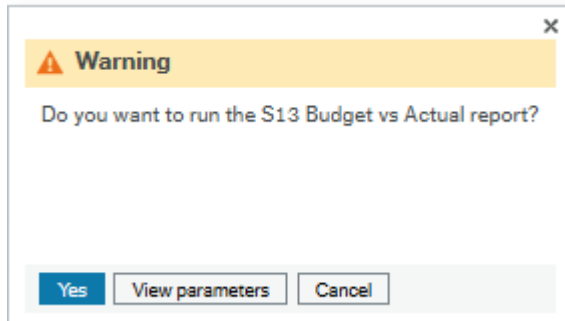 Warning
Do you want to run the S13 Budget vs Actual report?
Yes View parameters Cancel